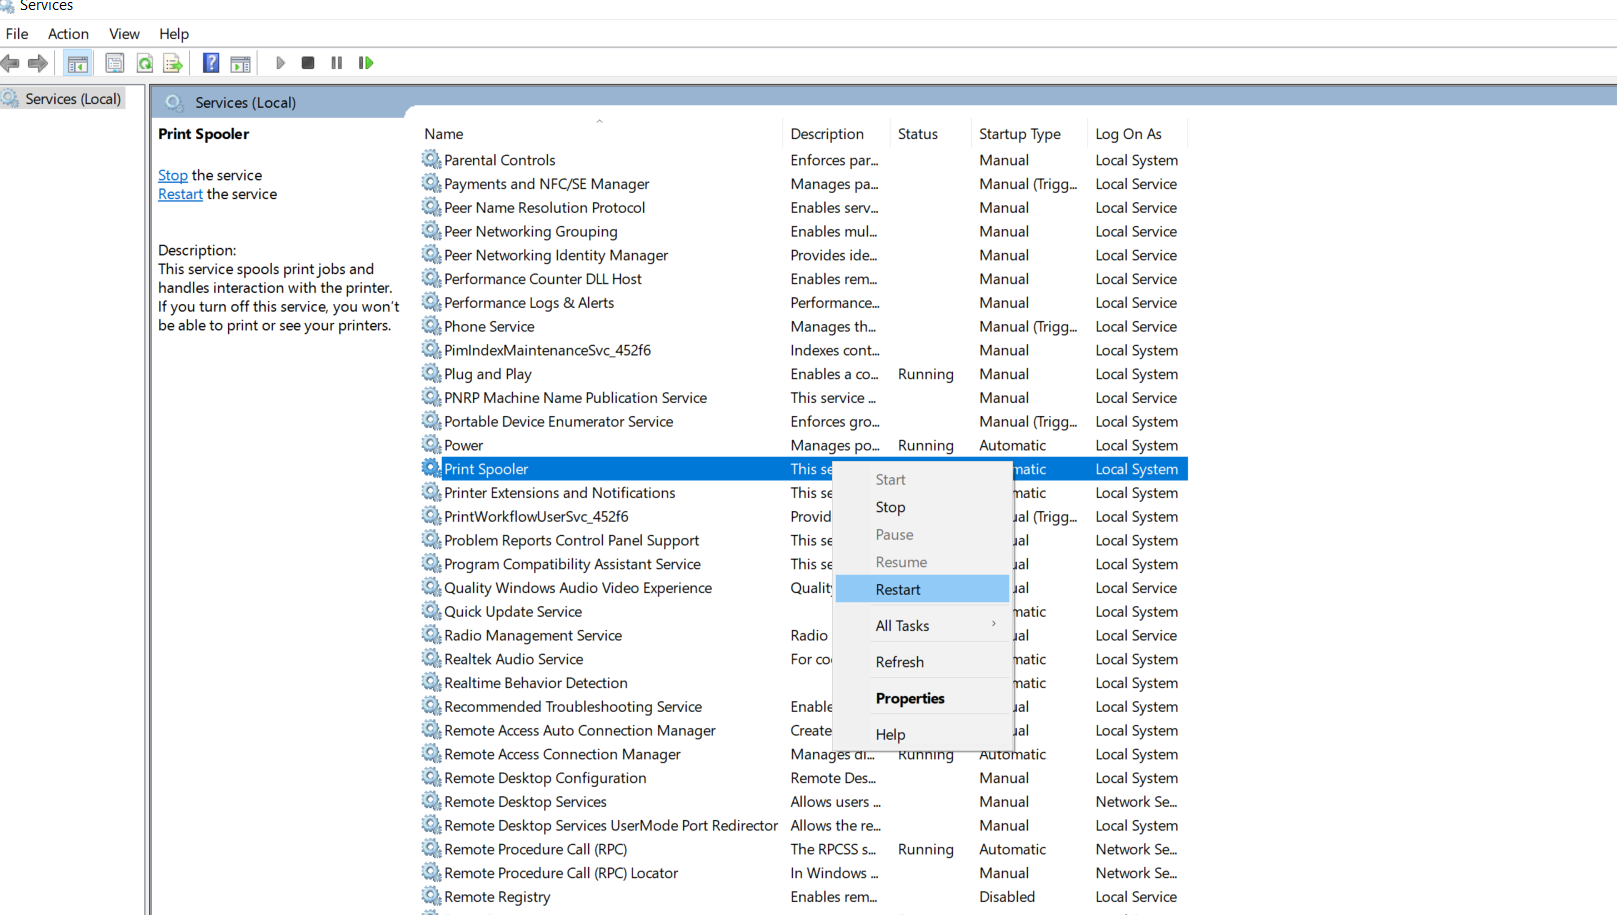 Services
File Action View Help
Services (Local)
Services (Local)
Print Spooler
Stop the service
Restart the service
Description:
This service spools print jobs and
handles interaction with the printer.
If you turn off this service, you won't
be able to print or see your printers.
Name Description Status Startup Type Log On As
Parental Controls Enforces par... Manual Local System
Payments and NFC/SE Manager Manages pa... Manual (Trigg... Local Service
Peer Name Resolution Protocol Enables serv... Manual Local Service
Peer Networking Grouping Enables mul... Manual Local Service
Peer Networking Identity Manager Provides ide... Manual Local Service
Performance Counter DLL Host Enables rem... Manual Local Service
Performance Logs & Alerts Performance... Manual Local Service
Phone Service Manages th... Manual (Trigg... Local Service
PimIndexMaintenanceSvc_452f6 Indexes cont... Manual Local System
Plug and Play Enables a co... Running Manual Local System
PNRP Machine Name Publication Service This service ... Manual Local Service
Portable Device Enumerator Service Enforces gro... Manual (Trigg... Local System
Power Manages po... Running Automatic Local System
Print Spooler This se matic Local System
Printer Extensions and Notifications This se matic Local System
PrintWorkflowUserSvc_452f6 Provid ual (Trigg... Local System
Problem Reports Control Panel Support This se ual Local System
Program Compatibility Assistant Service This se ual Local System
Quality Windows Audio Video Experience Quality ual Local Service
Quick Update Service matic Local System
Radio Management Service Radio ual Local Service
Realtek Audio Service For co matic Local System
Realtime Behavior Detection matic Local System
Recommended Troubleshooting Service Enable ual Local System
Remote Access Auto Connection Manager Create ual Local System
Remote Access Connection Manager Manages di... Running Automatic Local System
Remote Desktop Configuration Remote Des... Manual Local System
Remote Desktop Services Allows users ... Manual Network Se...
Remote Desktop Services UserMode Port Redirector Allows the re... Manual Local System
Remote Procedure Call (RPC) The RPCSS s... Running Automatic Network Se...
Remote Procedure Call (RPC) Locator In Windows ... Manual Network Se...
Remote Registry Enables rem... Disabled Local Service
Start
Stop
Pause
Resume
Restart
All Tasks
Refresh
Properties
Help